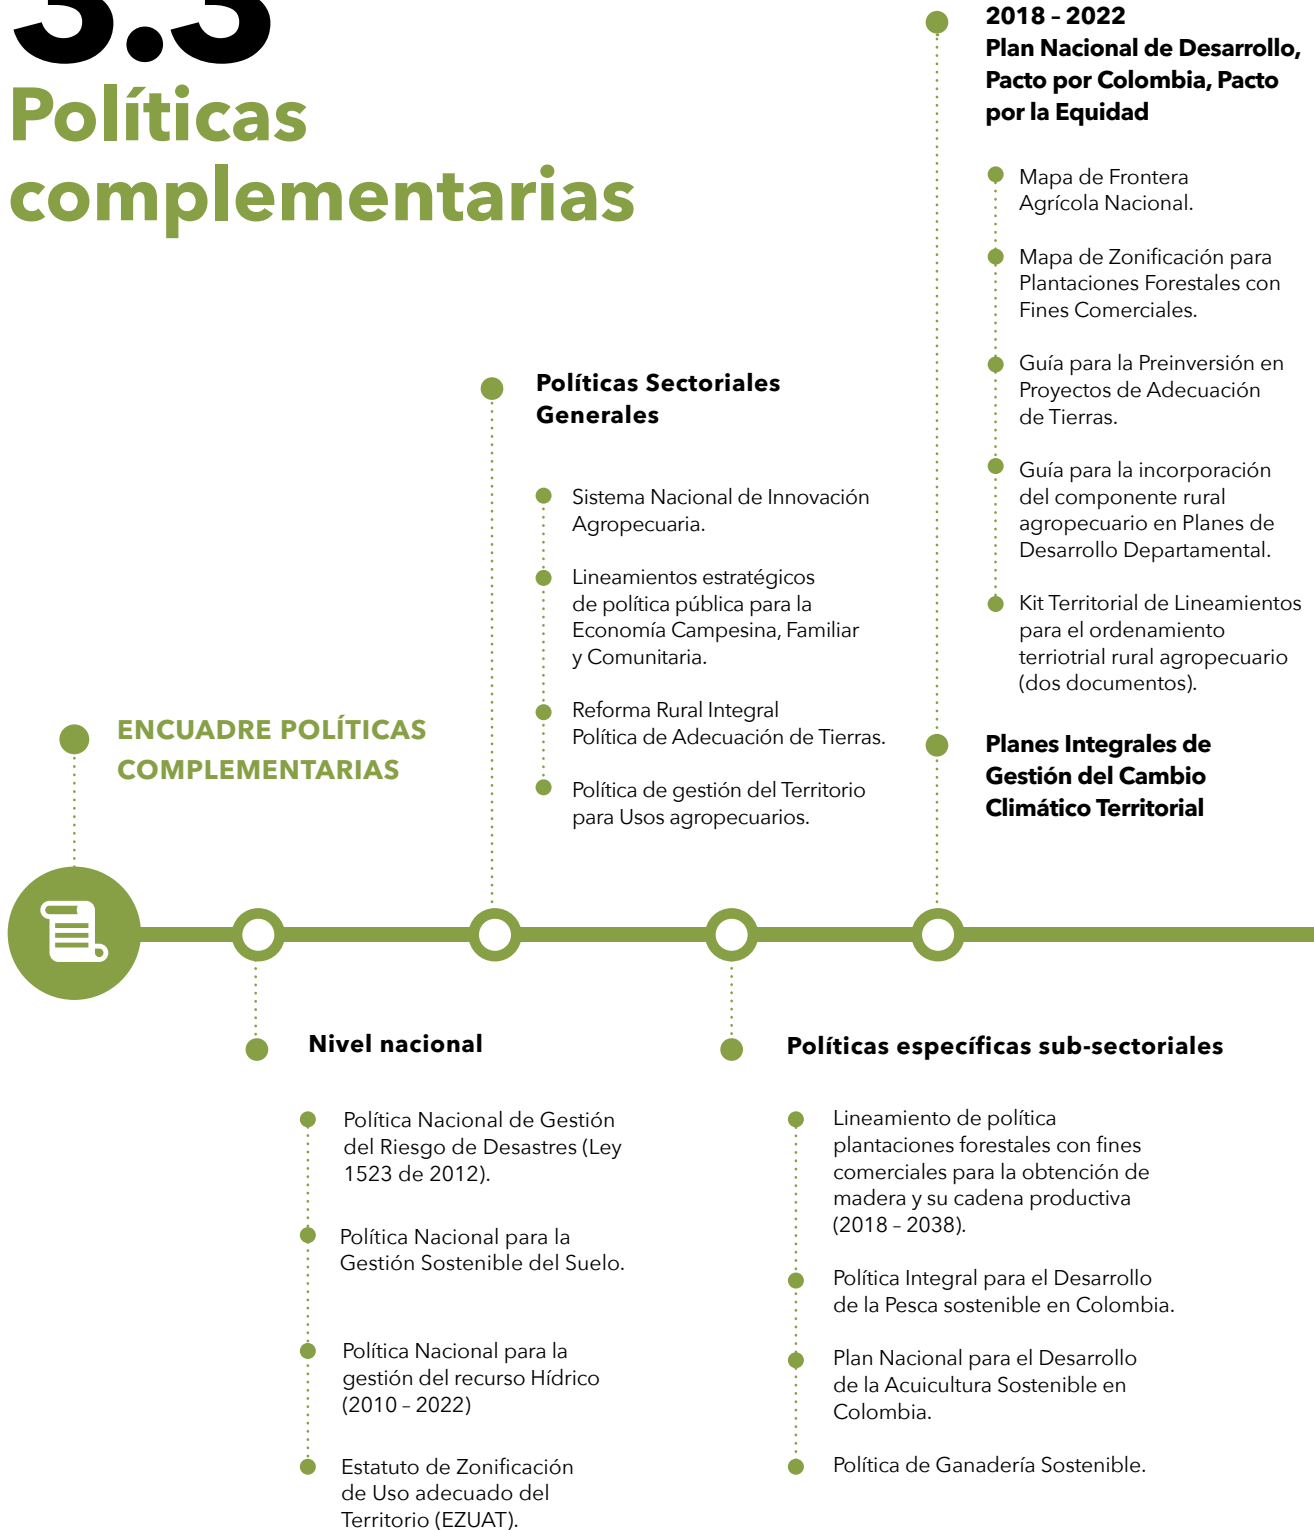 3.3
Políticas
complementarias
ENCUADRE POLÍTICAS
COMPLEMENTARIAS
Nivel nacional
Política Nacional de Gestión
del Riesgo de Desastres (Ley
1523 de 2012).
Política Nacional para la
Gestión Sostenible del Suelo.
Política Nacional para la
gestión del recurso Hídrico
(2010 – 2022)
Estatuto de Zonificación
de Uso adecuado del
Territorio (EZUAT).
Políticas Sectoriales
Generales
Sistema Nacional de Innovación
Agropecuaria.
Lineamientos estratégicos
de política pública para la
Economía Campesina, Familiar
y Comunitaria.
Reforma Rural Integral
Política de Adecuación de Tierras.
Política de gestión del Territorio
para Usos agropecuarios.
Políticas específicas sub-sectoriales
Lineamiento de política
plantaciones forestales con fines
comerciales para la obtención de
madera y su cadena productiva
(2018 – 2038).
Política Integral para el Desarrollo
de la Pesca sostenible en Colombia.
Plan Nacional para el Desarrollo
de la Acuicultura Sostenible en
Colombia.
Política de Ganadería Sostenible.
2018 – 2022
Plan Nacional de Desarrollo,
Pacto por Colombia, Pacto
por la Equidad
Mapa de Frontera
Agrícola Nacional.
Mapa de Zonificación para
Plantaciones Forestales con
Fines Comerciales.
Guía para la Preinversión en
Proyectos de Adecuación
de Tierras.
Guía para la incorporación
del componente rural
agropecuario en Planes de
Desarrollo Departamental.
Kit Territorial de Lineamientos
para el ordenamiento
terriotrial rural agropecuario
(dos documentos).
Planes Integrales de
Gestión del Cambio
Climático Territorial